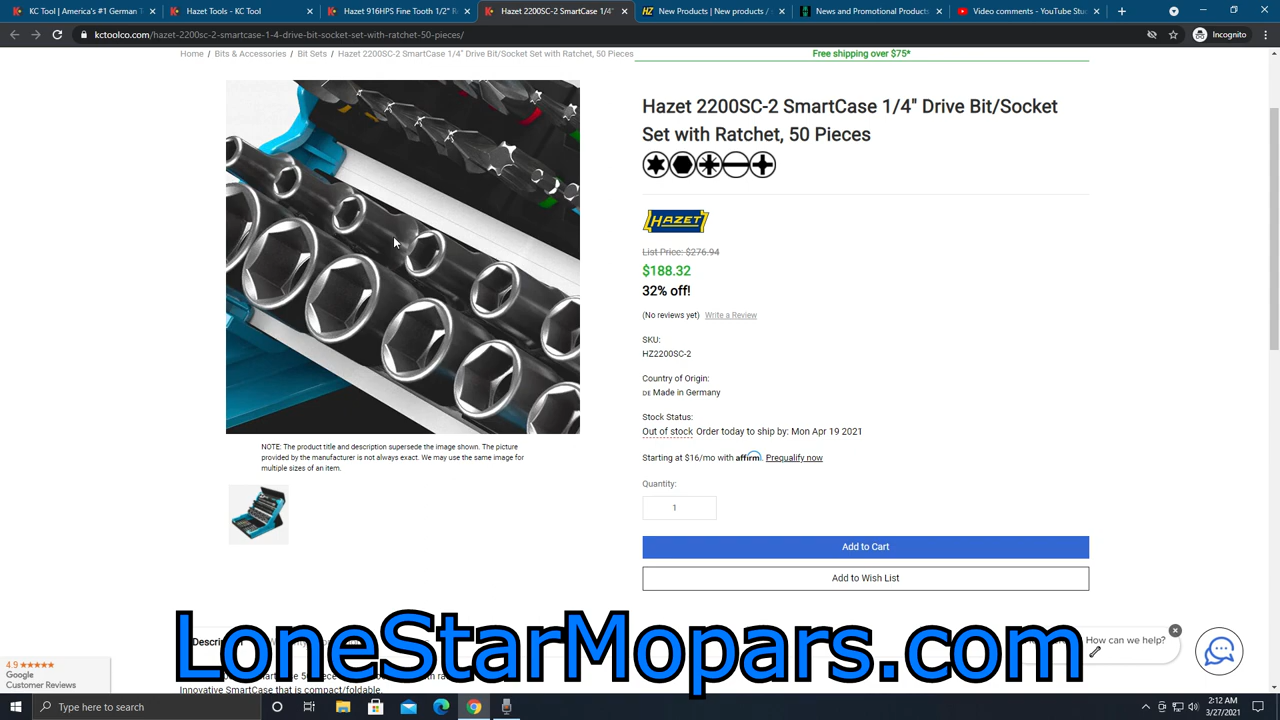 KC Tool | America's #1 German T
KC Tool
KC Tool
Hazet 916HPS 1/2" Ratchet
Hazet 2200SC-2 SmartCase 1/4"
New Products / New products /
News and Promotional Products
Video comments - YouTube Stu
kctoolco.com/hazet-2200sc-2-smartcase-1-4-drive-bit-socket-set-with-ratchet-50-pieces/
Incognito
Home / Bits & Accessories / Bit Sets / Hazet 2200SC-2 SmartCase 1/4" Drive Bit/Socket Set with Ratchet, 50 Pieces
Free shipping over $75*
Hazet 2200SC-2 SmartCase 1/4" Drive Bit/Socket
Set with Ratchet, 50 Pieces
HAZET
List Price: $276.94
$188.32
32% off!
(No reviews yet) Write a Review
SKU:
HZ2200SC-2
Country of Origin:
DE Made in Germany
Stock Status:
Out of stock Order today to ship by: Mon Apr 19 2021
Starting at $16/mo with affirm. Prequalify now
Quantity:
1
Add to Cart
Add to Wish List
NOTE: The product title and description supersede the image shown. The picture
provided by the manufacturer is not always exact. We may use the same image for
multiple sizes of an item.
How can we help?
LoneStarMopars.com
4.9 ★★★★★
Google
Customer Reviews
Innovative SmartCase that is compact/foldable.
Type here to search
2:12 AM
3/27/2021